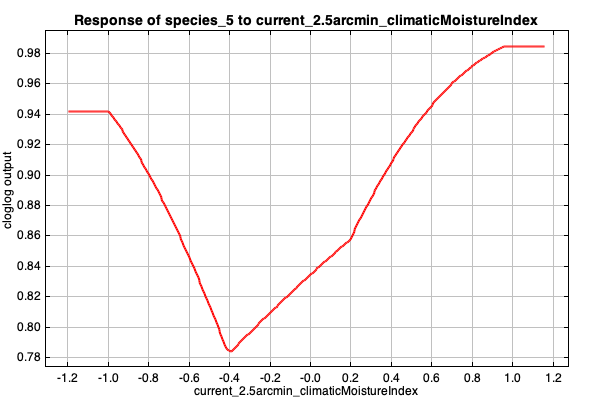 Response of species_5 to current_2.5arcmin_climaticMoistureIndex
0.98
0.96
0.94
0.92
0.90
0.88
0.86
0.84
0.82
0.80
0.78
cloglog output
-1.2 -1.0 -0.8 -0.6 -0.4 -0.2 -0.0 0.2 0.4 0.6 0.8 1.0 1.2
current_2.5arcmin_climaticMoistureIndex